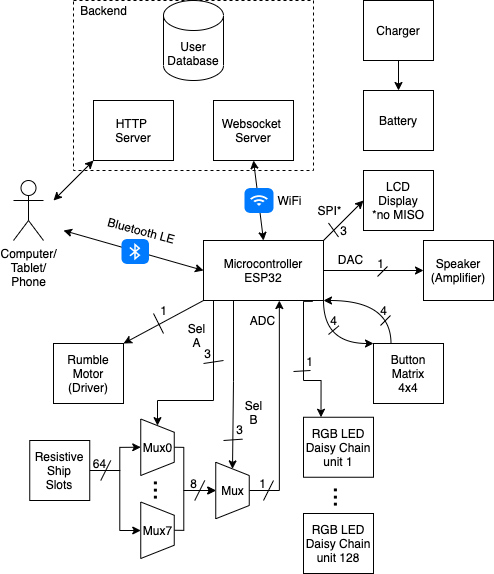 Backend
User
Database
HTTP
Server
Websocket
Server
Charger
Battery
LCD
Display
*no MISO
SPI*
3
WiFi
Bluetooth LE
Computer/
Tablet/
Phone
Microcontroller
ESP32
DAC
1
Speaker
(Amplifier)
1
Sel
A
3
ADC
1
4
4
Rumble
Motor
(Driver)
Button
Matrix
4x4
Sel
B
3
Resistive
Ship
Slots
64
Mux0
Mux7
8
Mux
1
RGB LED
Daisy Chain
unit 1
RGB LED
Daisy Chain
unit 128